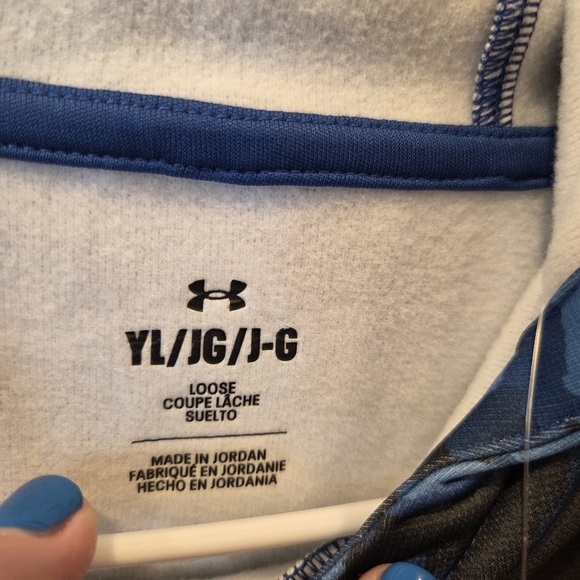 YL/JG/J-G
LOOSE
COUPE LÂCHE
SUELTO
MADE IN JORDAN
FABRIQUÉ EN JORDANIE
HECHO EN JORDANIA